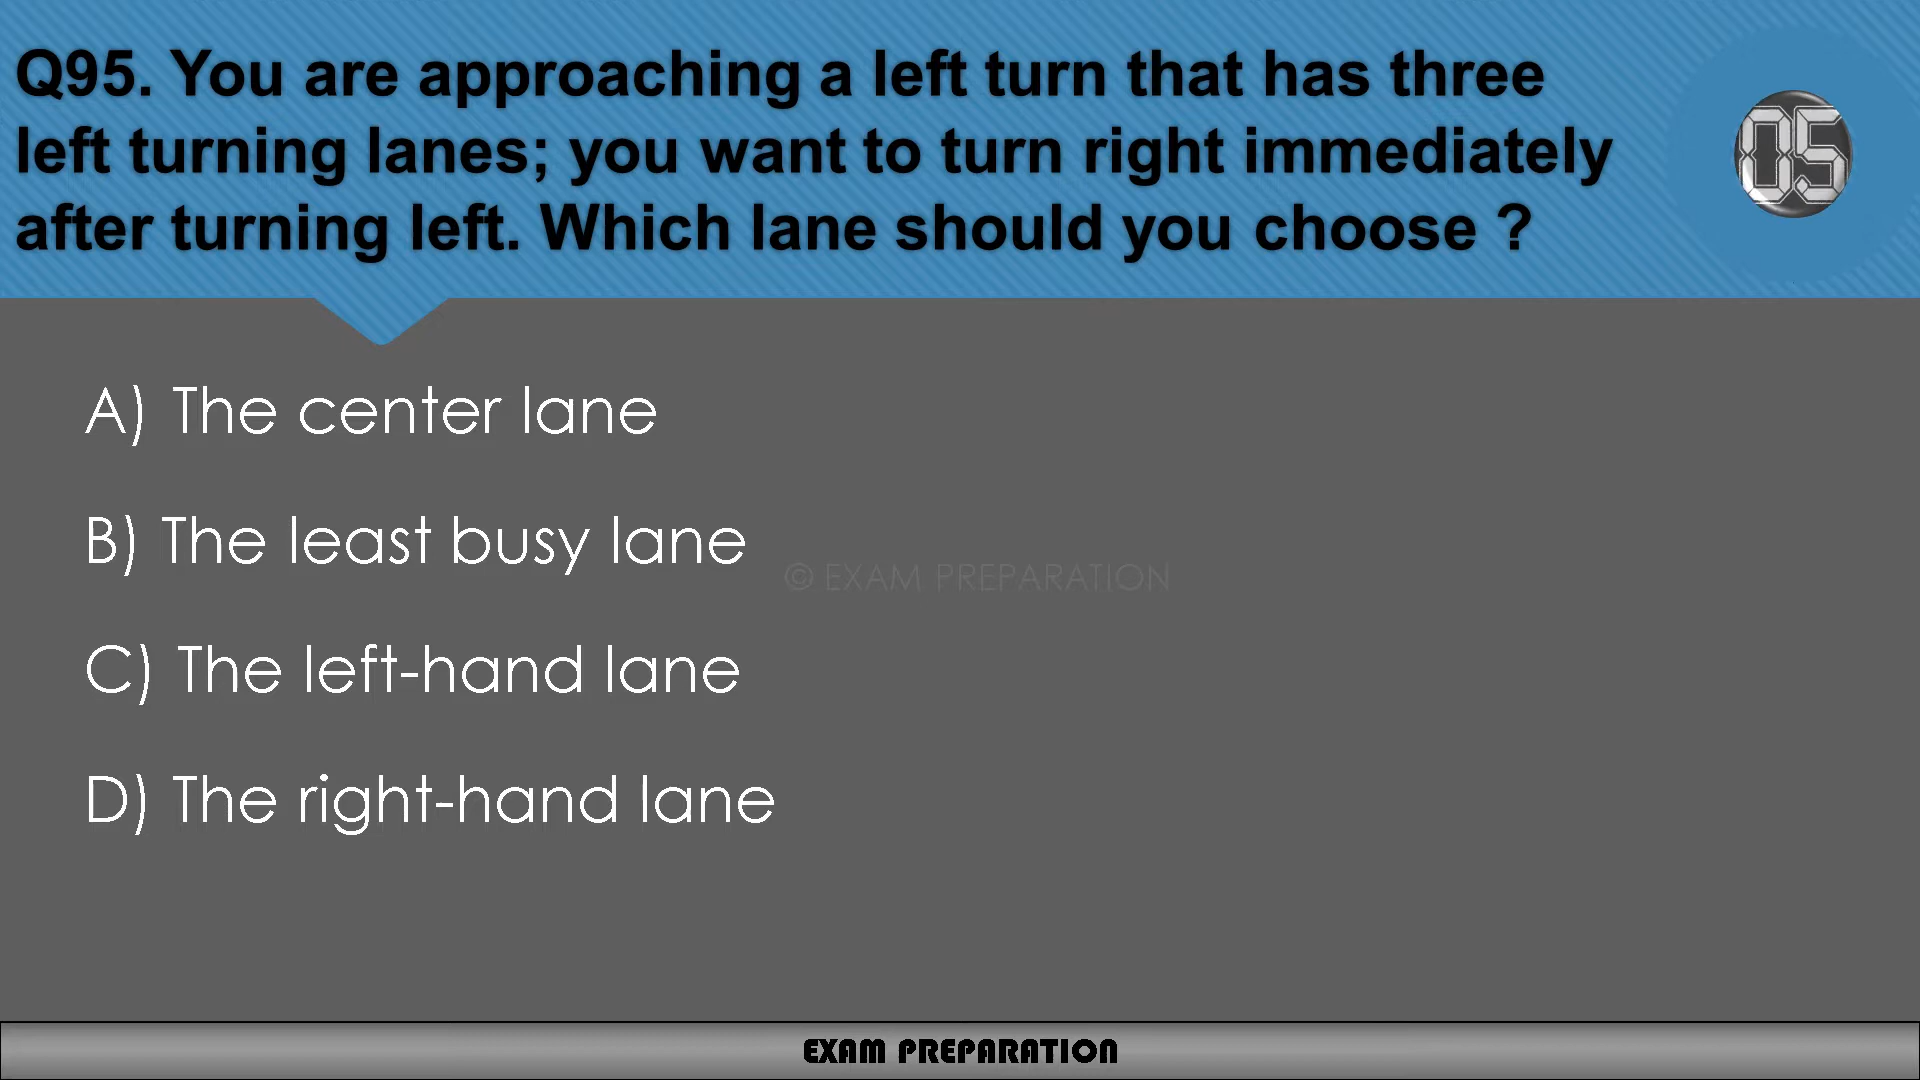 Q95. You are approaching a left turn that has three
left turning lanes; you want to turn right immediately
after turning left. Which lane should you choose ?
05
A) The center lane
B) The least busy lane
© EXAM PREPARATION
C) The left-hand lane
D) The right-hand lane
EXAM PREPARATION